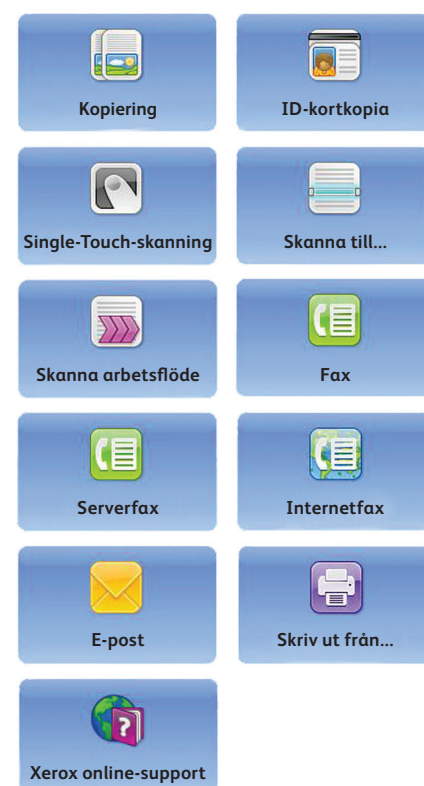 Kopiering
ID-kortkopia
Single-Touch-skanning
Skanna till...
Skanna arbetsflöde
Fax
Serverfax
Internetfax
E-post
Skriv ut från...
Xerox online-support